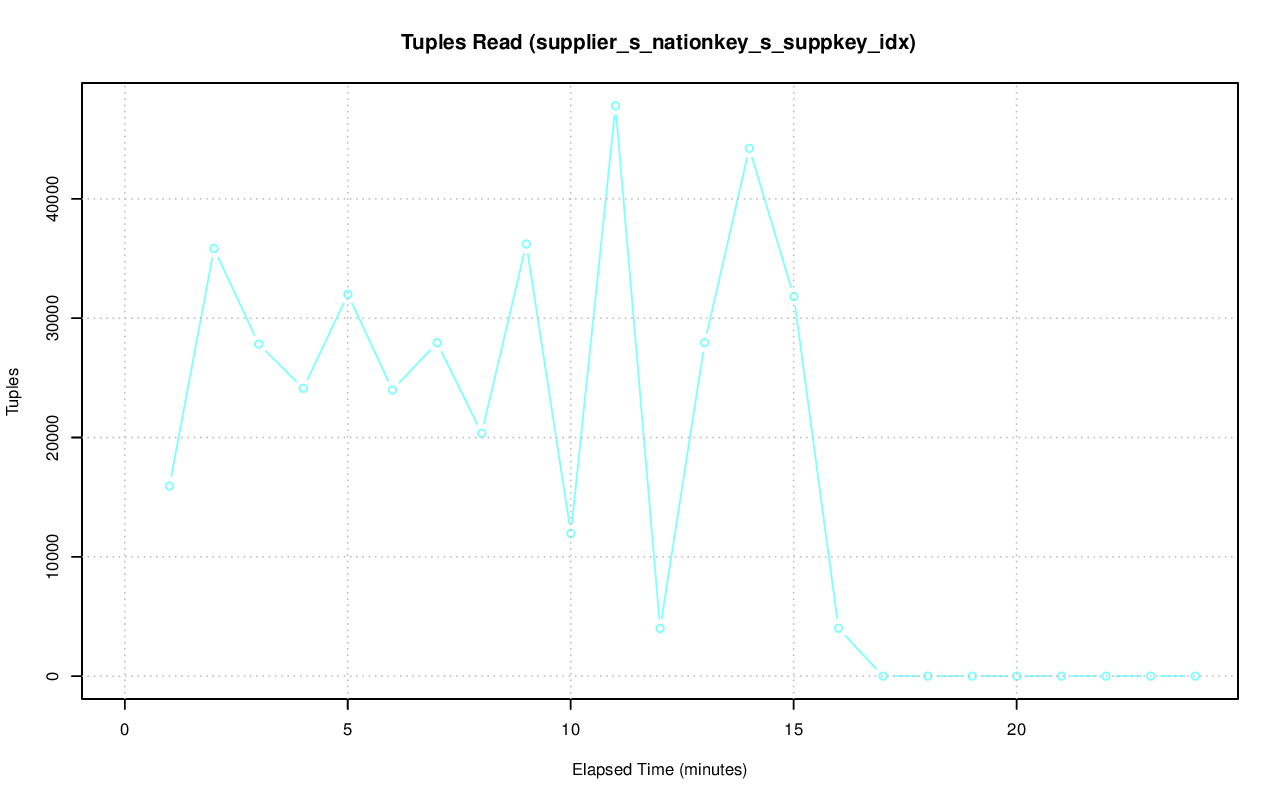 Tuples Read (supplier_s_nationkey_s_suppkey_idx)
Tuples
40000
30000
20000
10000
0
0 5 10 15 20
Elapsed Time (minutes)